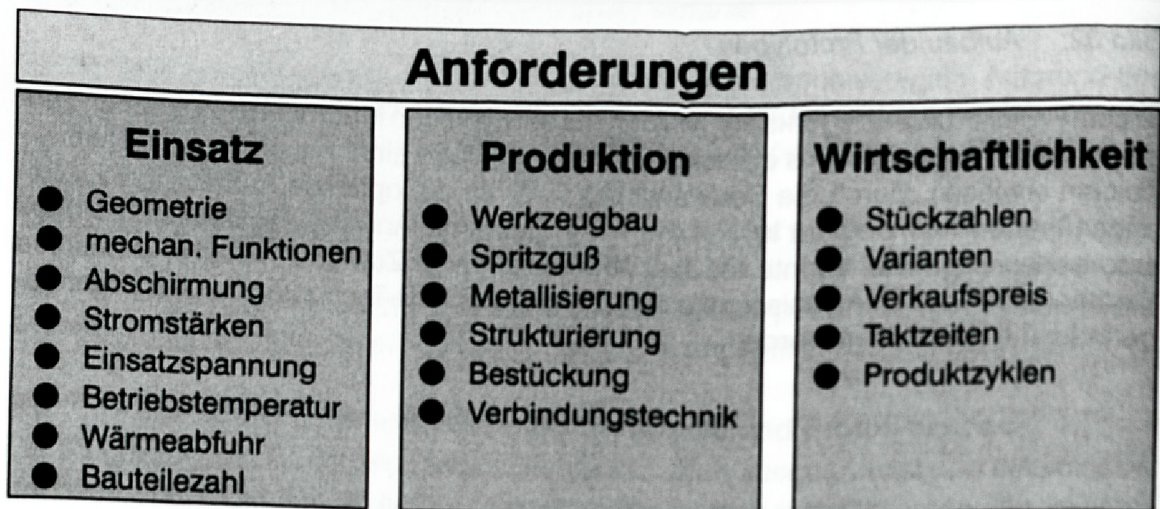 Anforderungen
Einsatz
● Geometrie
● mechan. Funktionen
● Abschirmung
● Stromstärken
● Einsatzspannung
● Betriebstemperatur
● Wärmeabfuhr
● Bauteilezahl
Produktion
● Werkzeugbau
● Spritzguß
● Metallisierung
● Strukturierung
● Bestückung
● Verbindungstechnik
Wirtschaftlichkeit
● Stückzahlen
● Varianten
● Verkaufspreis
● Taktzeiten
● Produktzyklen